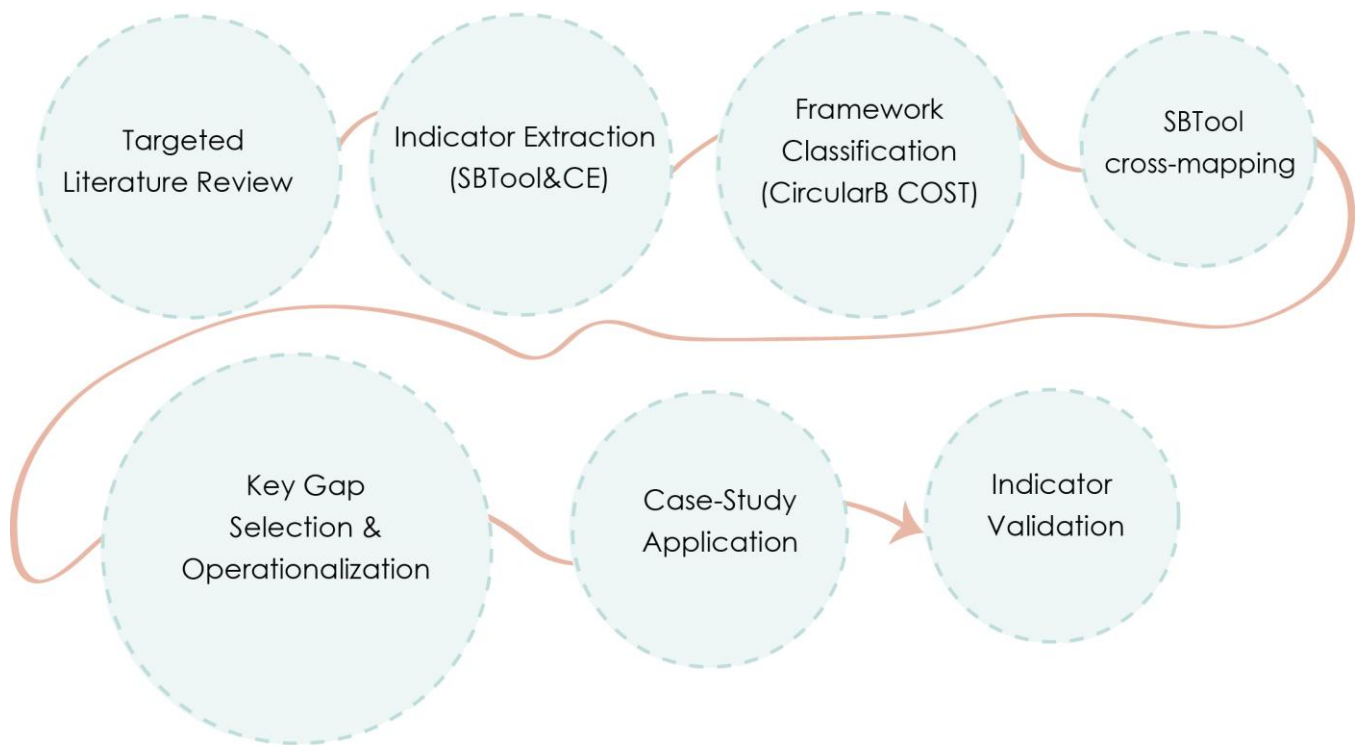 Targeted
Literature Review
Indicator Extraction
(SBTool&CE)
Framework
Classification
(CircularB COST)
SBTool
cross-mapping
Key Gap
Selection &
Operationalization
Case-Study
Application
Indicator
Validation